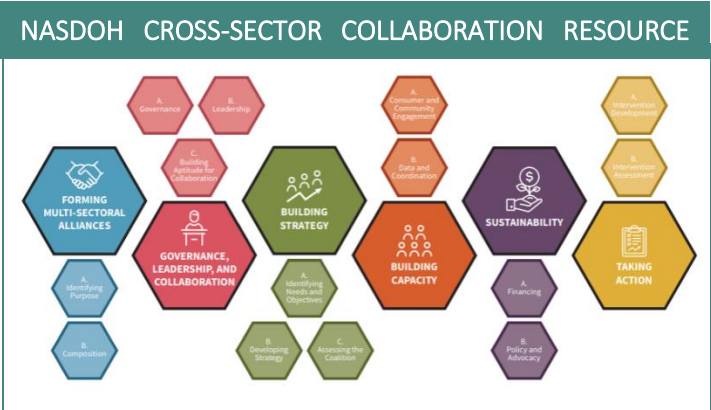 NASDOH CROSS-SECTOR COLLABORATION RESOURCE
FORMING
MULTI-SECTORAL
ALLIANCES
A.
Identifying
Purpose
B.
Composition
A.
Governance
B.
Leadership
C.
Building
Aptitude for
Collaboration
GOVERNANCE,
LEADERSHIP, AND
COLLABORATION
BUILDING
STRATEGY
A.
Identifying
Needs and
Objectives
B.
Developing
Strategy
C.
Assessing the
Coalition
A.
Consumer and
Community
Engagement
B.
Data and
Coordination
BUILDING
CAPACITY
$
SUSTAINABILITY
A.
Financing
B.
Policy and
Advocacy
A.
Intervention
Development
B.
Intervention
Assessment
TAKING
ACTION